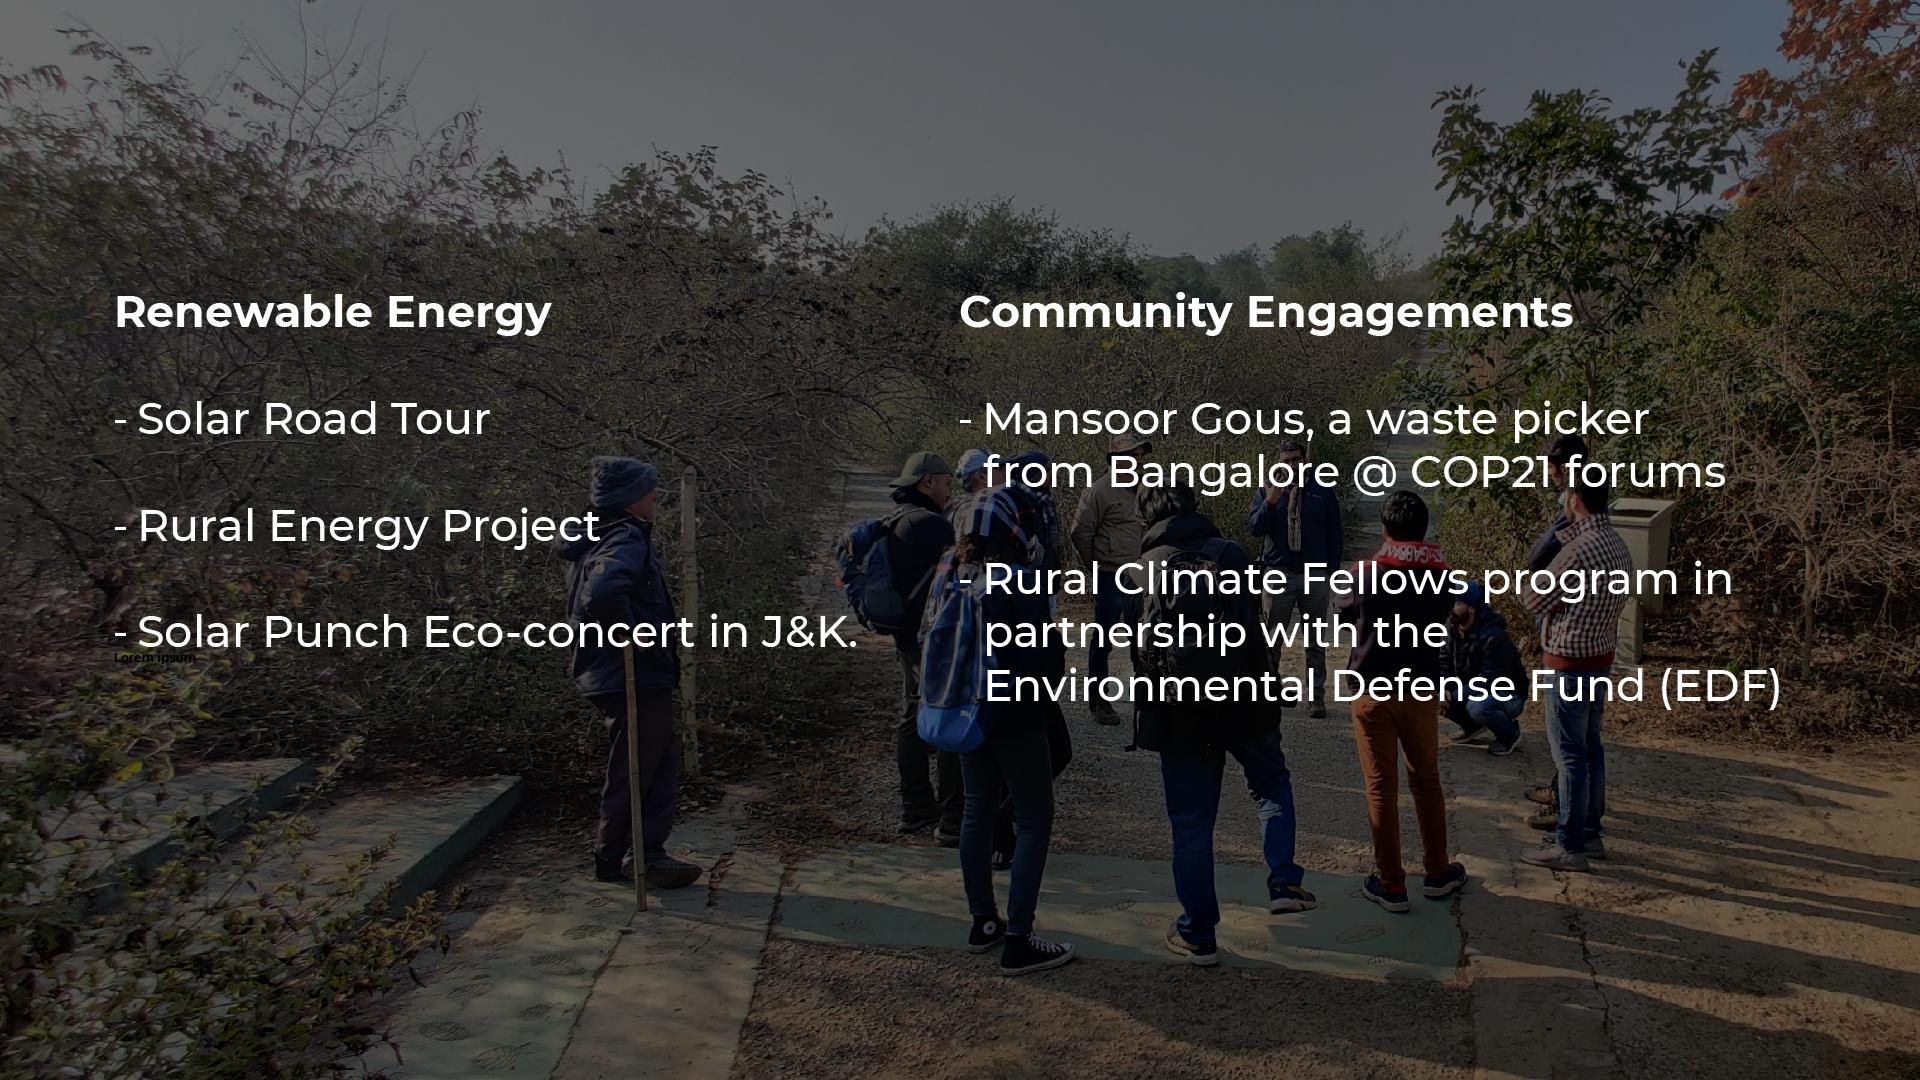 Renewable Energy
- Solar Road Tour
- Rural Energy Project
- Solar Punch Eco-concert in J&K.
Lorem ipsum
Community Engagements
- Mansoor Gous, a waste picker
from Bangalore @ COP21 forums
- Rural Climate Fellows program in
partnership with the
Environmental Defense Fund (EDF)